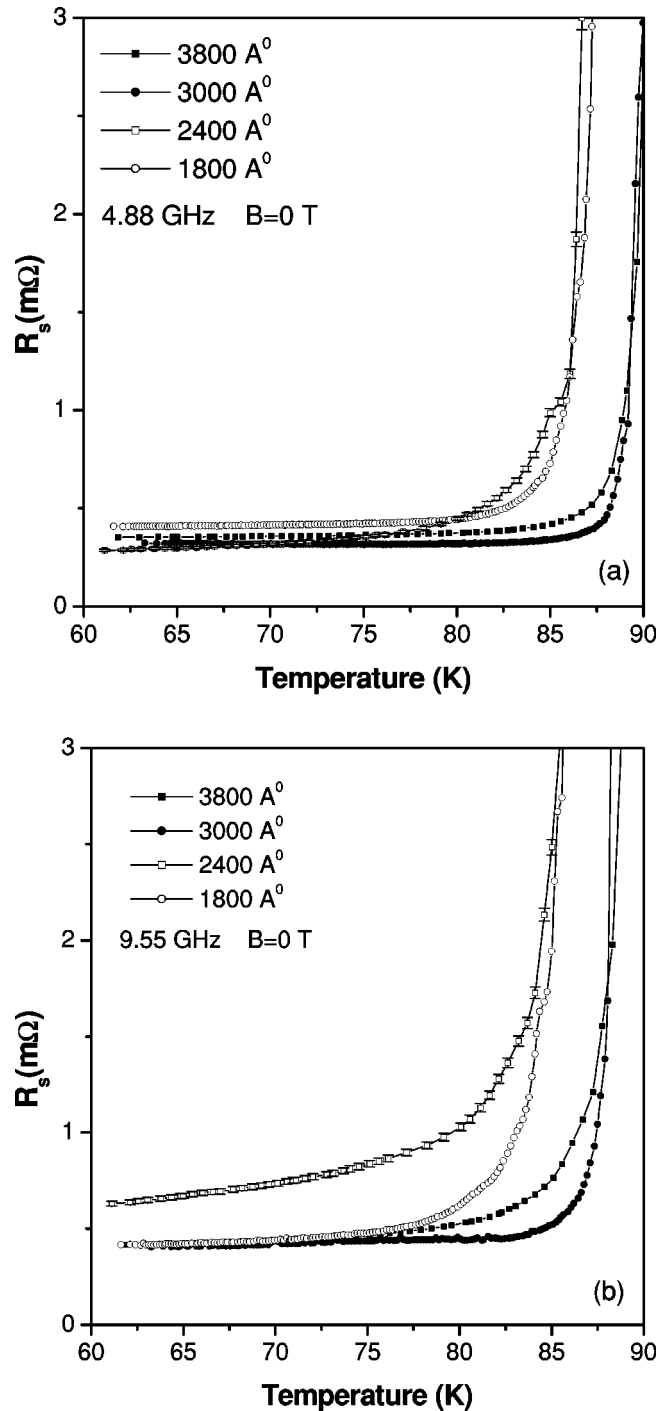 3
3800 A⁰
3000 A⁰
2400 A⁰
1800 A⁰
4.88 GHz B=0 T
2
Rₛ(mΩ)
1
(a)
0
60 65 70 75 80 85 90
Temperature (K)
3
3800 A⁰
3000 A⁰
2400 A⁰
1800 A⁰
9.55 GHz B=0 T
2
Rₛ(mΩ)
1
(b)
0
60 65 70 75 80 85 90
Temperature (K)